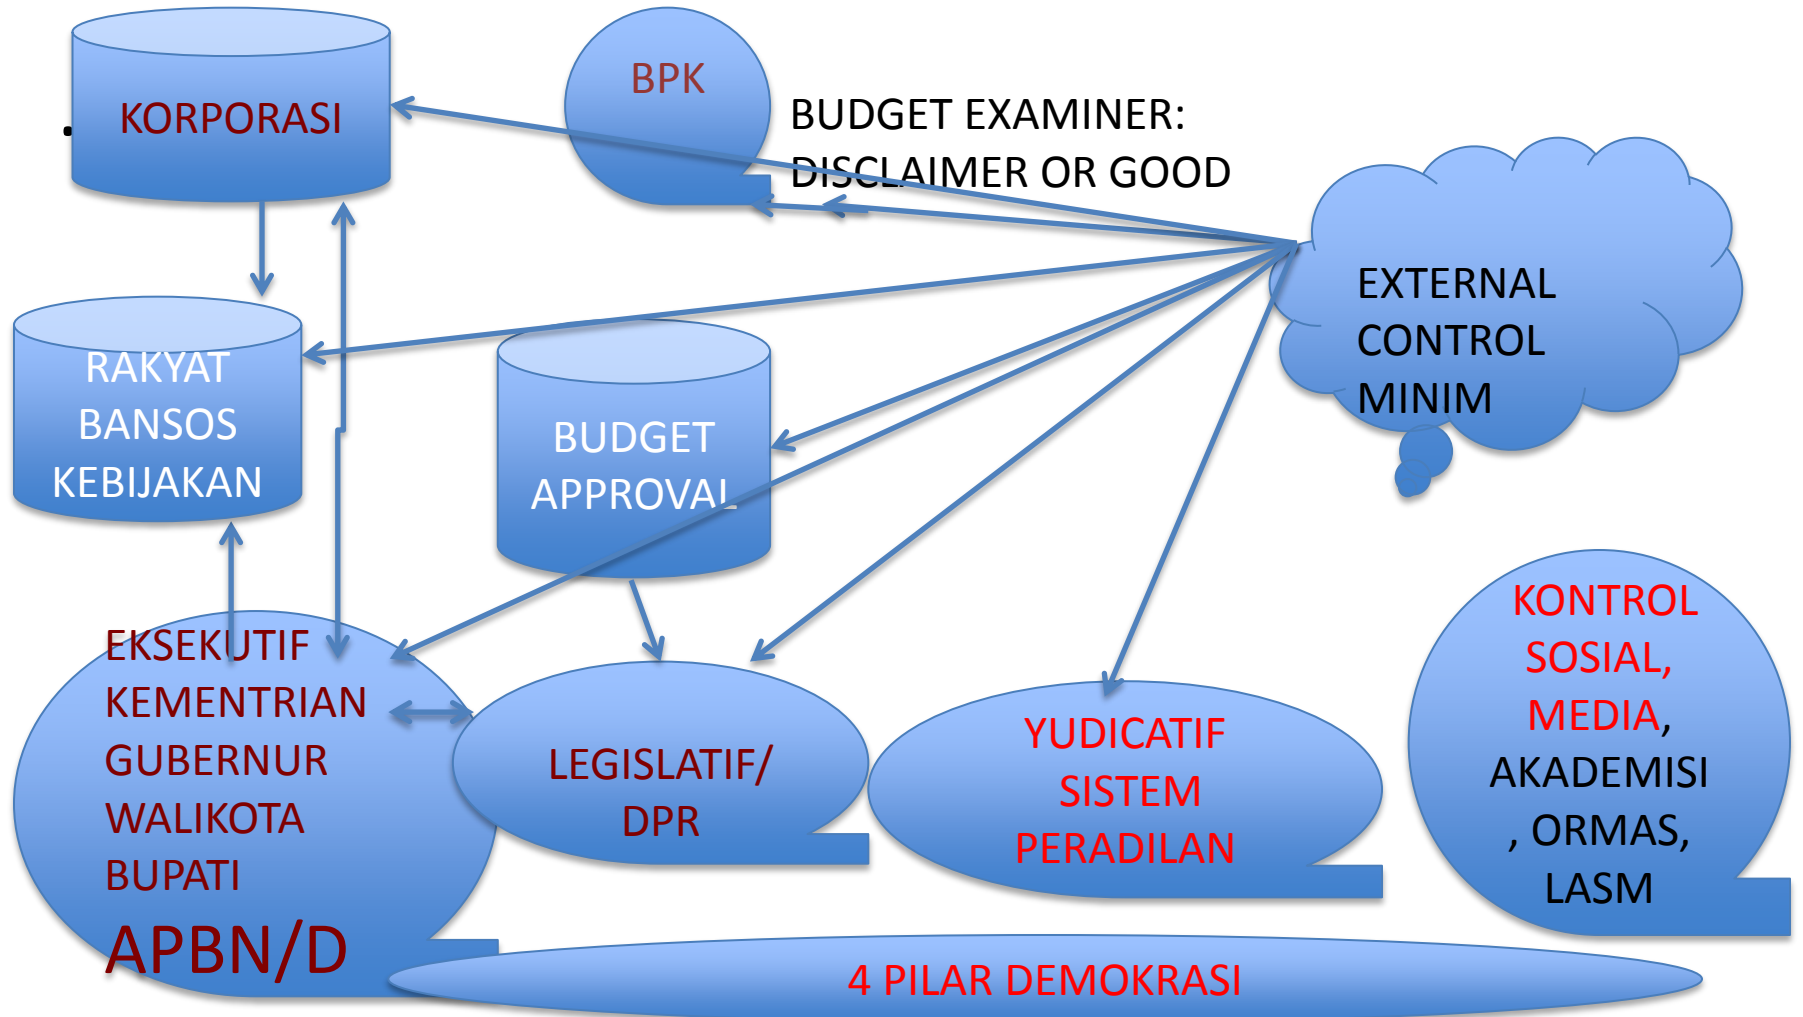 .
KORPORASI
BPK
BUDGET EXAMINER:
DISCLAIMER OR GOOD
EXTERNAL
CONTROL
MINIM
RAKYAT
BANSOS
KEBIJAKAN
BUDGET
APPROVAL
EKSEKUTIF
KEMENTRIAN
GUBERNUR
WALIKOTA
BUPATI
APBN/D
LEGISLATIF/
DPR
YUDICATIF
SISTEM
PERADILAN
KONTROL
SOSIAL,
MEDIA,
AKADEMISI
, ORMAS,
LASM
4 PILAR DEMOKRASI